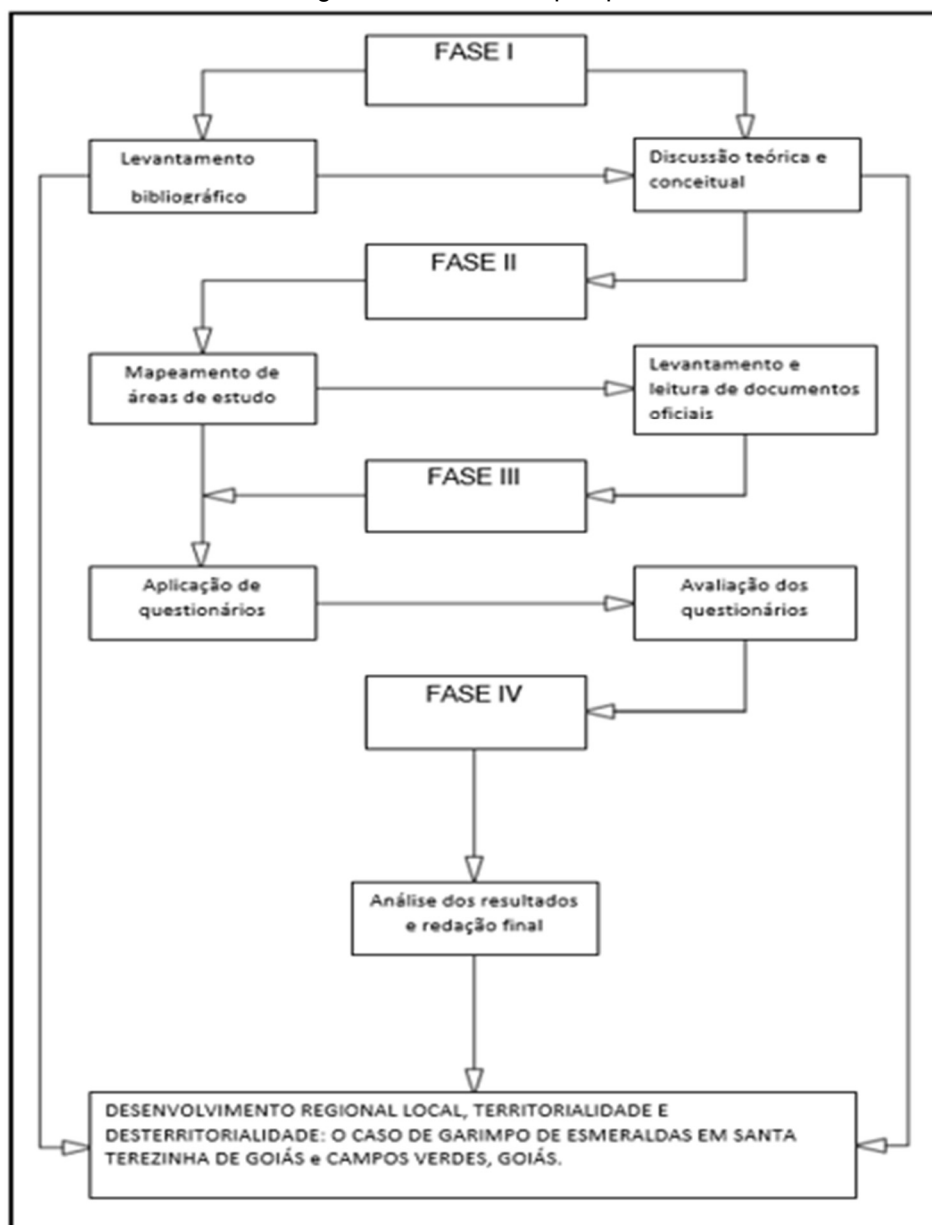 FASE I
Levantamento
bibliográfico
Discussão teórica e
conceitual
FASE II
Mapeamento de
áreas de estudo
Levantamento e
leitura de documentos
oficiais
FASE III
Aplicação de
questionários
Avaliação dos
questionários
FASE IV
Análise dos resultados
e redação final
DESENVOLVIMENTO REGIONAL LOCAL, TERRITORIALIDADE E
DESTERRITORIALIDADE: O CASO DE GARIMPO DE ESMERALDAS EM SANTA
TEREZINHA DE GOIÁS e CAMPOS VERDES, GOIÁS.